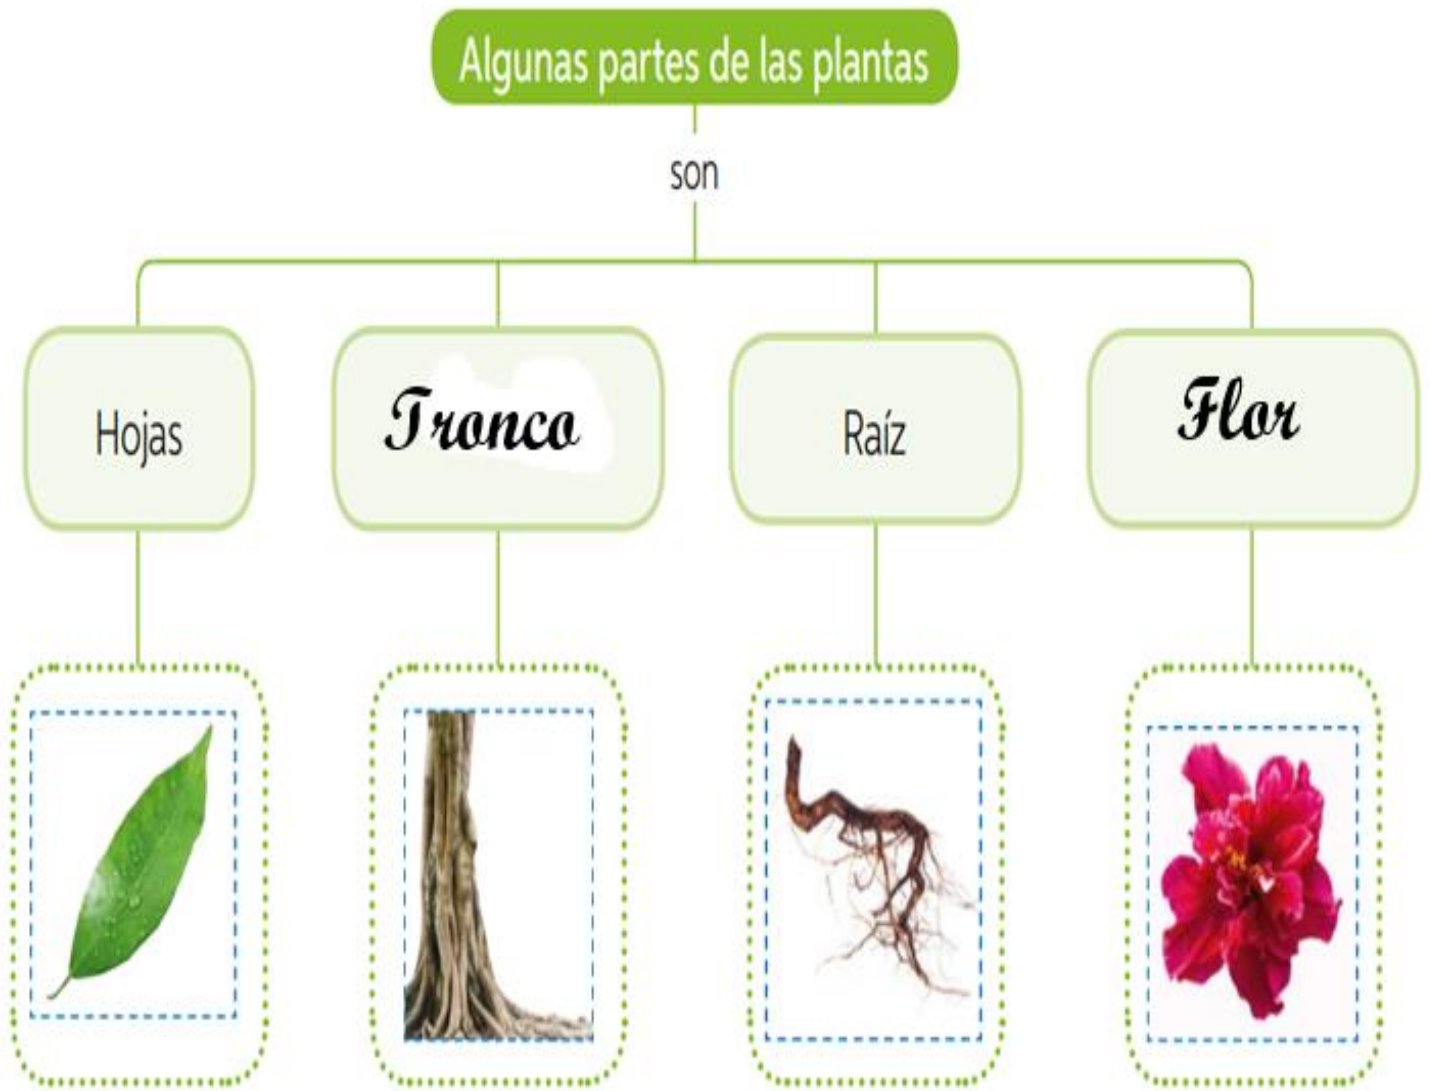 Algunas partes de las plantas
son
Hojas
Tronco
Raíz
Flor